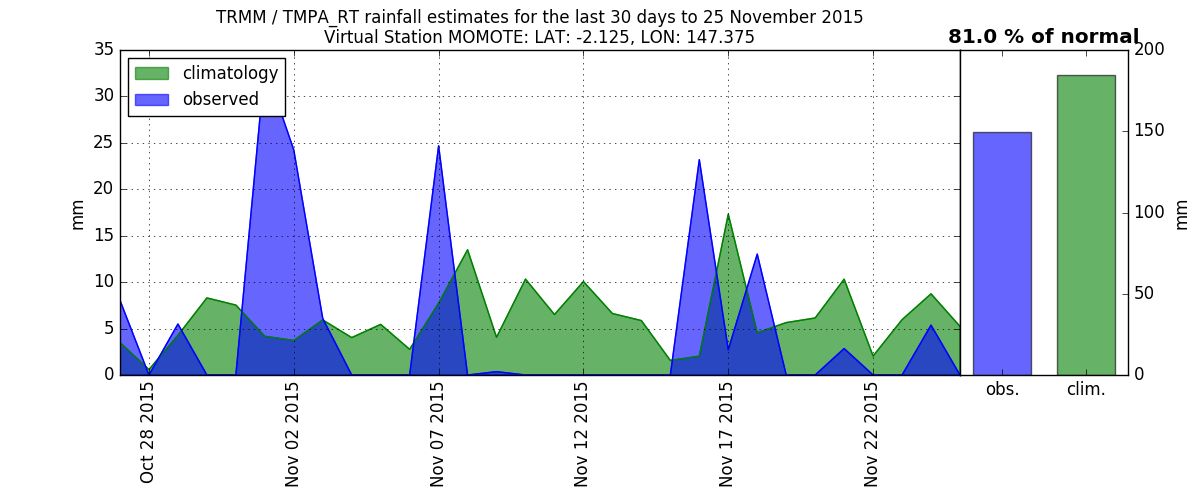 TRMM / TMPA_RT rainfall estimates for the last 30 days to 25 November 2015
Virtual Station MOMOTE: LAT: -2.125, LON: 147.375
81.0 % of normal
climatology
observed
35
30
25
20
15
10
5
0
mm
Oct 28 2015
Nov 02 2015
Nov 07 2015
Nov 12 2015
Nov 17 2015
Nov 22 2015
200
150
100
50
0
mm
obs.
clim.